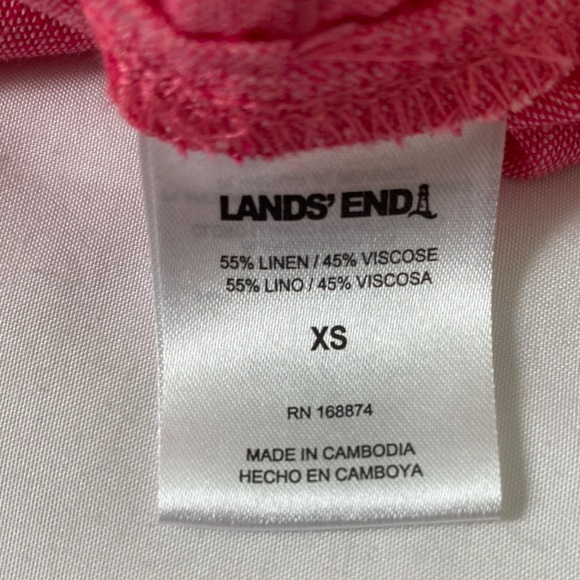 LANDS' END
55% LINEN / 45% VISCOSE
55% LINO / 45% VISCOSA
XS
RN 168874
MADE IN CAMBODIA
HECHO EN CAMBOYA